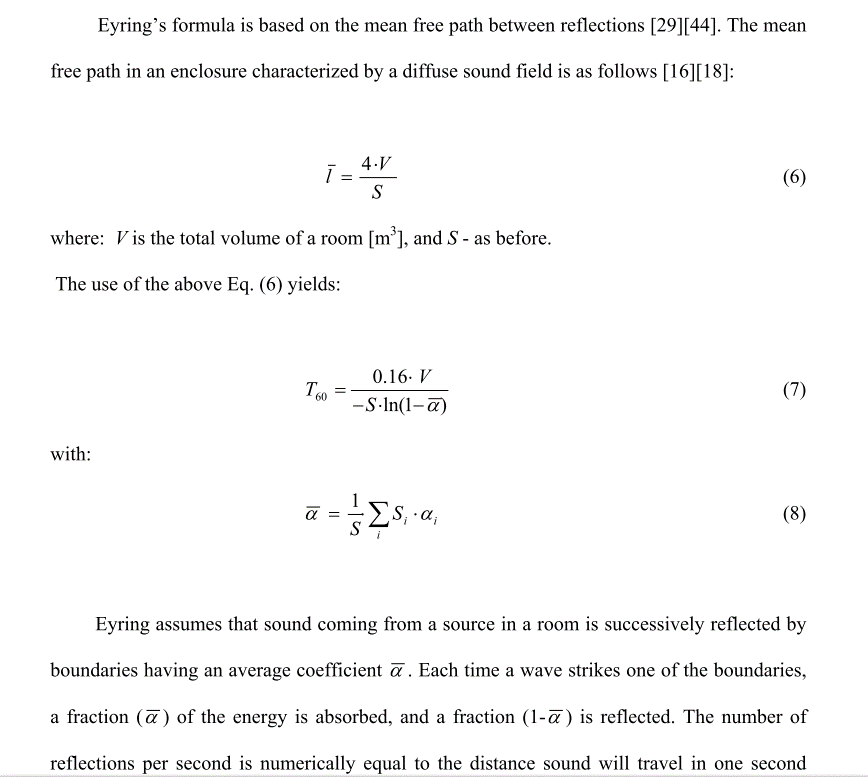 Eyring's formula is based on the mean free path between reflections [29][44]. The mean
free path in an enclosure characterized by a diffuse sound field is as follows [16][18]:
l̅ = 4·V / S (6)
where: V is the total volume of a room [m³], and S - as before.
The use of the above Eq. (6) yields:
T₆₀ = 0.16· V / −S·ln(1−α̅) (7)
with:
α̅ = 1/S ∑ᵢ Sᵢ · αᵢ (8)
Eyring assumes that sound coming from a source in a room is successively reflected by
boundaries having an average coefficient α̅ . Each time a wave strikes one of the boundaries,
a fraction (α̅ ) of the energy is absorbed, and a fraction (1-α̅ ) is reflected. The number of
reflections per second is numerically equal to the distance sound will travel in one second